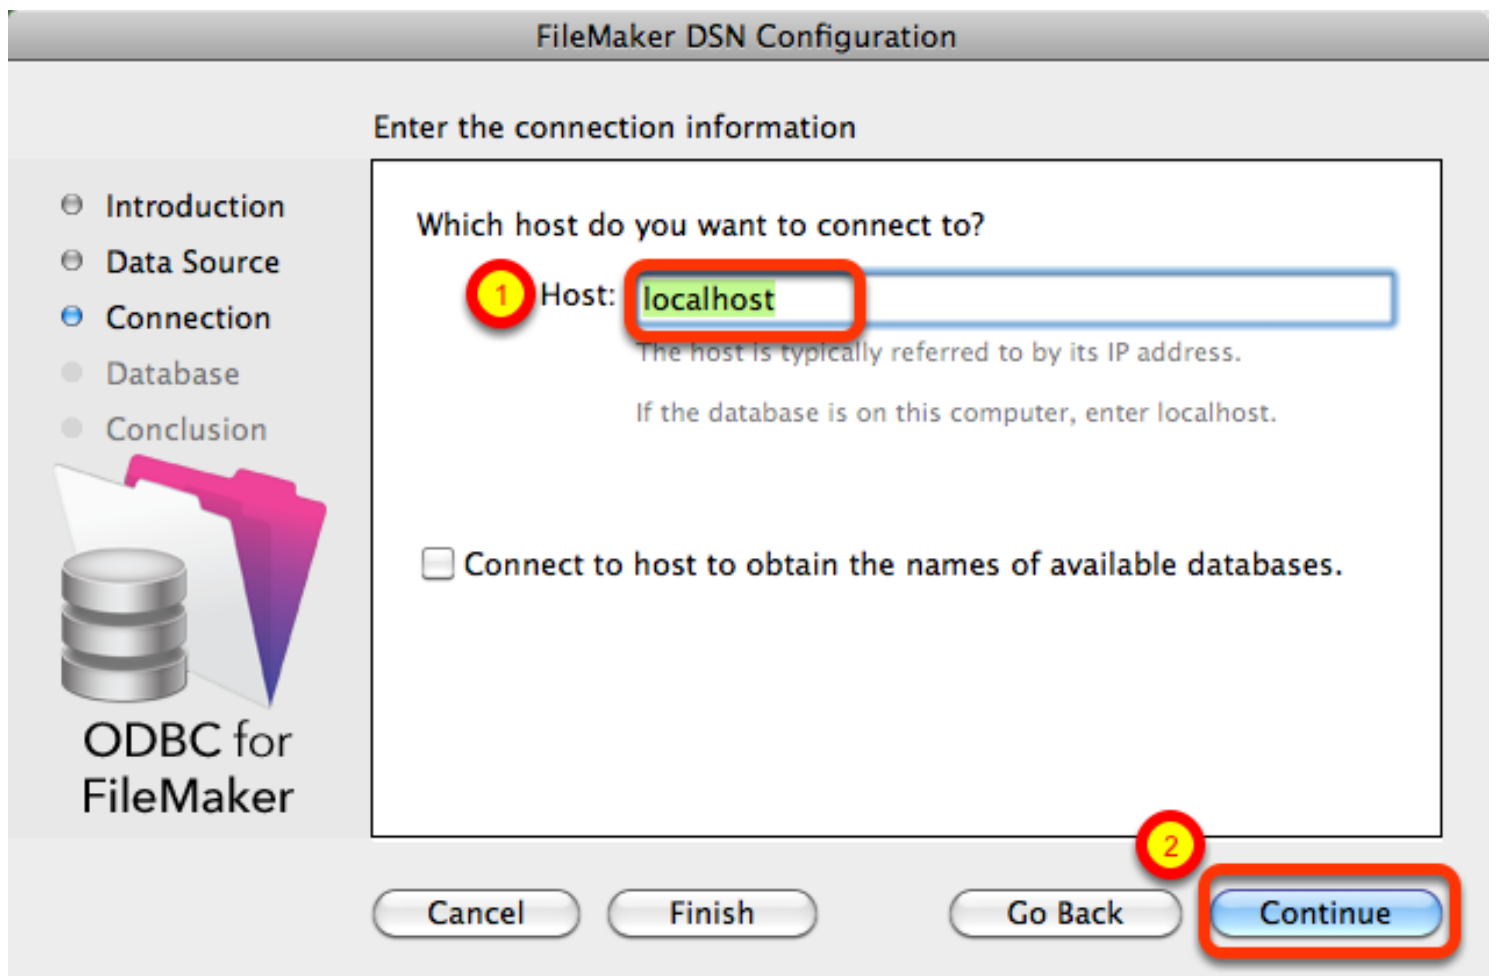 FileMaker DSN Configuration
Enter the connection information
Introduction
Data Source
Connection
Database
Conclusion
ODBC for
FileMaker
Which host do you want to connect to?
1 Host: localhost
The host is typically referred to by its IP address.
If the database is on this computer, enter localhost.
Connect to host to obtain the names of available databases.
2
Cancel Finish Go Back Continue